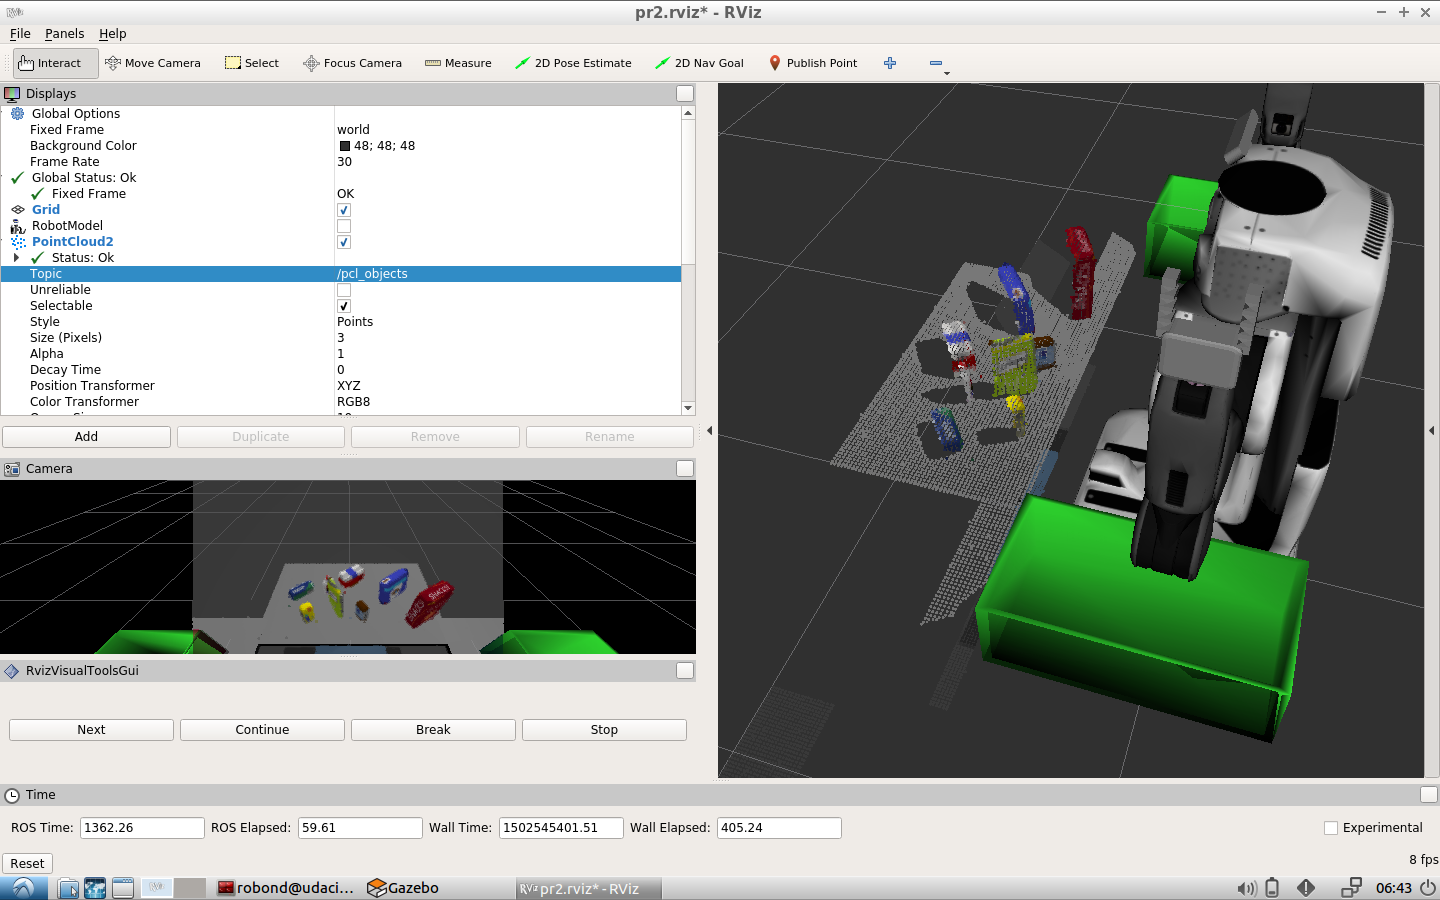 pr2.rviz* - RViz
File Panels Help
Interact Move Camera Select Focus Camera Measure 2D Pose Estimate 2D Nav Goal Publish Point
Displays
Global Options
Fixed Frame world
Background Color 48; 48; 48
Frame Rate 30
Global Status: Ok
Fixed Frame OK
Grid
RobotModel
PointCloud2
Status: Ok
Topic /pcl_objects
Unreliable
Selectable
Style Points
Size (Pixels) 3
Alpha 1
Decay Time 0
Position Transformer XYZ
Color Transformer RGB8
Add Duplicate Remove Rename
Camera
RvizVisualToolsGui
Next Continue Break Stop
Time
ROS Time: 1362.26 ROS Elapsed: 59.61 Wall Time: 1502545401.51 Wall Elapsed: 405.24 Experimental
Reset 8 fps
robond@udaci... Gazebo pr2.rviz* - RViz 06:43